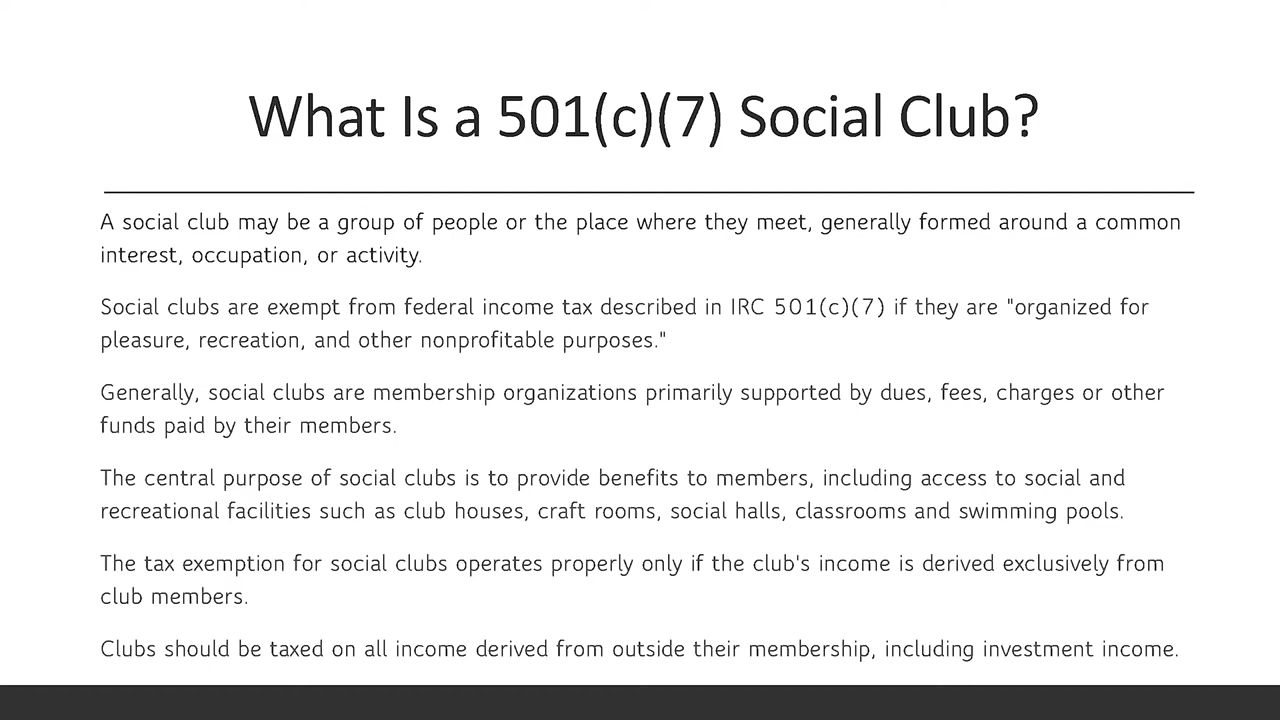 What Is a 501(c)(7) Social Club?
A social club may be a group of people or the place where they meet, generally formed around a common
interest, occupation, or activity.
Social clubs are exempt from federal income tax described in IRC 501(c)(7) if they are "organized for
pleasure, recreation, and other nonprofitable purposes."
Generally, social clubs are membership organizations primarily supported by dues, fees, charges or other
funds paid by their members.
The central purpose of social clubs is to provide benefits to members, including access to social and
recreational facilities such as club houses, craft rooms, social halls, classrooms and swimming pools.
The tax exemption for social clubs operates properly only if the club's income is derived exclusively from
club members.
Clubs should be taxed on all income derived from outside their membership, including investment income.